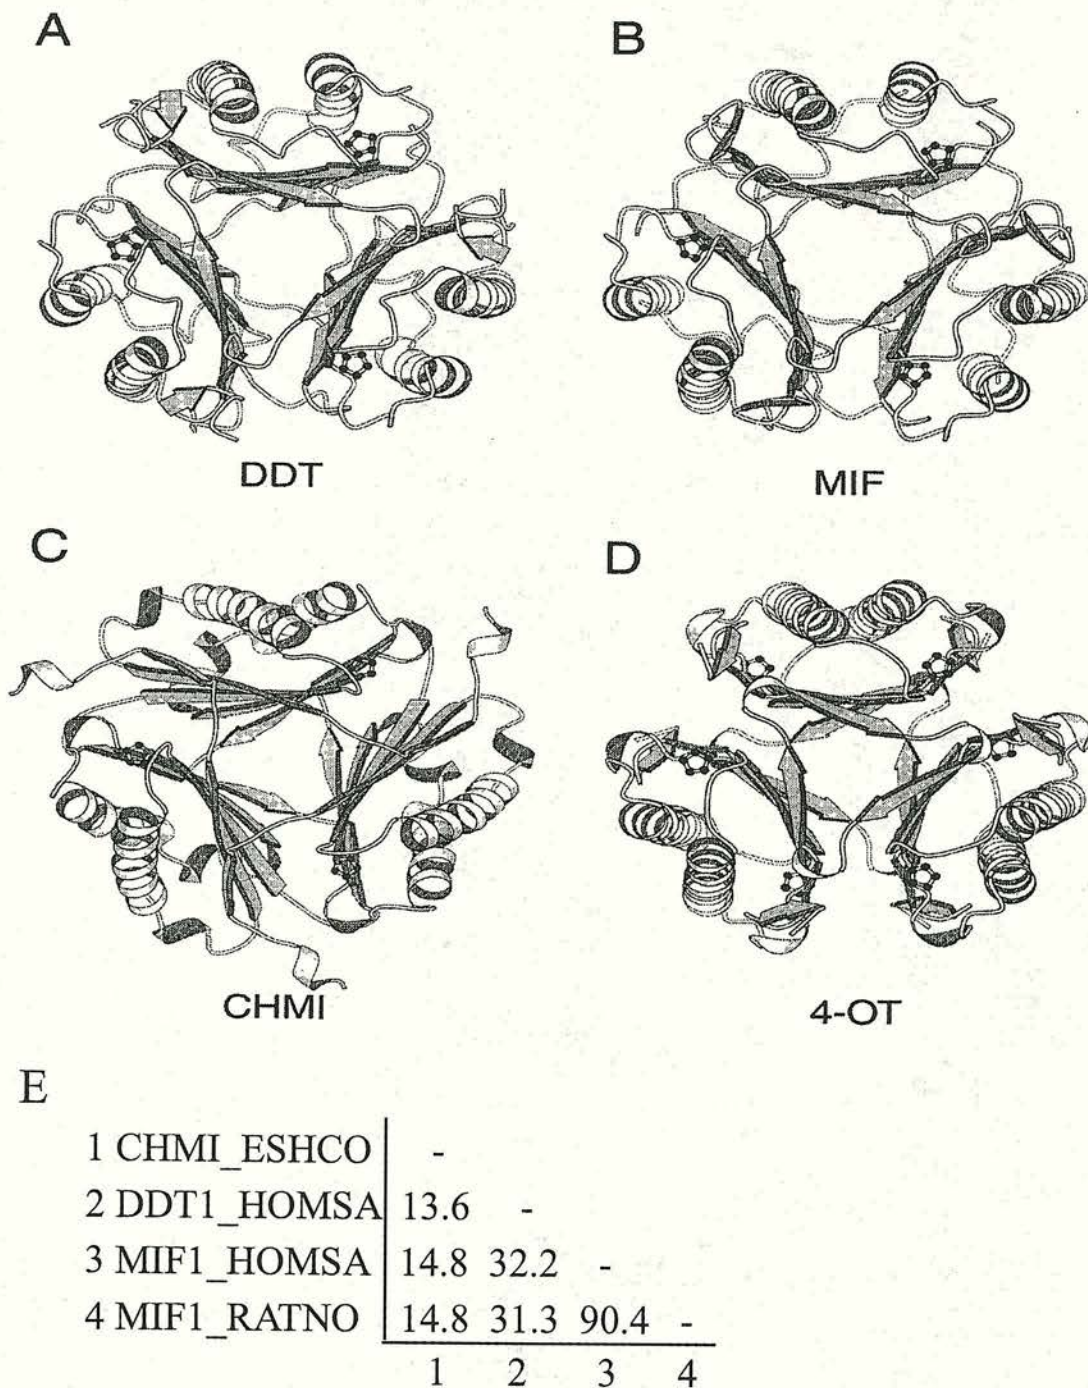 A
B
DDT
MIF
C
D
CHMI
4-OT
E
1 CHMI_ESHCO -
2 DDT1_HOMSA 13.6 -
3 MIF1_HOMSA 14.8 32.2 -
4 MIF1_RATNO 14.8 31.3 90.4 -
1 2 3 4